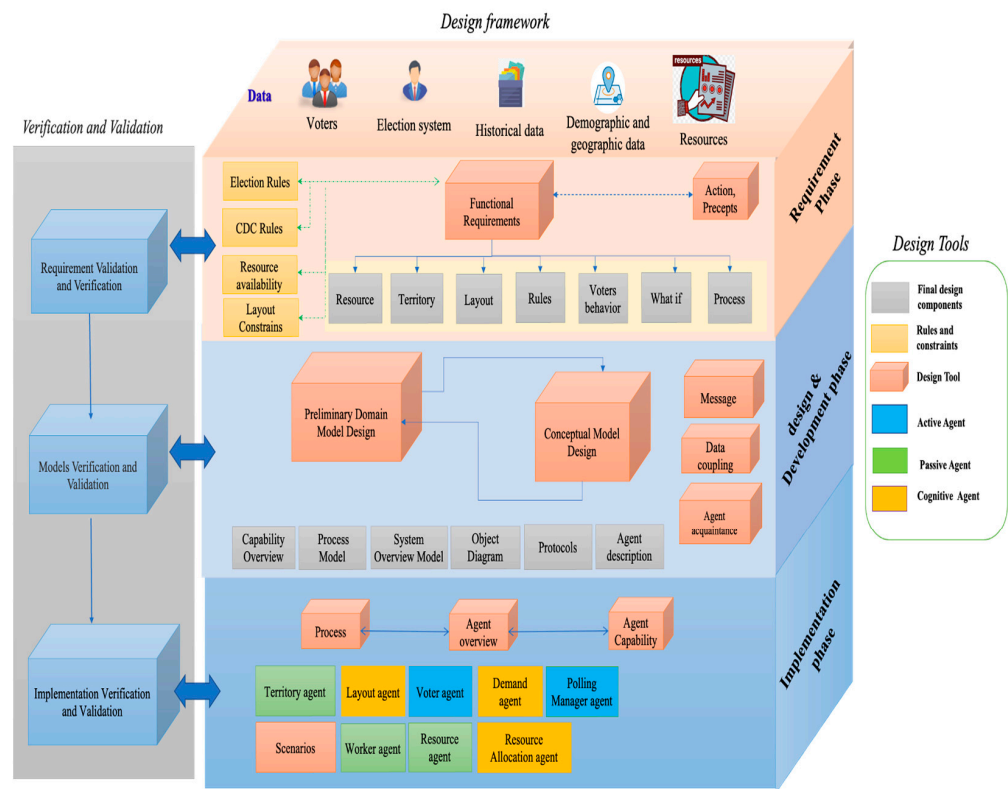 Design framework
Data
resources
Voters
Election system
Historical data
Demographic and
geographic data
Resources
Requirement
Phase
Verification and Validation
Requirement Validation
and Verification
Models Verification and
Validation
Implementation Verification
and Validation
Election Rules
CDC Rules
Resource
availability
Layout
Constrains
Functional
Requirements
Action,
Precepts
Resource
Territory
Layout
Rules
Voters
behavior
What if
Process
design &
Development phase
Preliminary Domain
Model Design
Conceptual Model
Design
Message
Data
coupling
Agent
acquaintance
Capability
Overview
Process
Model
System
Overview Model
Object
Diagram
Protocols
Agent
description
Implementation
phase
Process
Agent
overview
Agent
Capability
Territory agent
Layout agent
Voter agent
Demand
agent
Polling
Manager agent
Scenarios
Worker agent
Resource
agent
Resource
Allocation agent
Design Tools
Final design
components
Rules and
constraints
Design Tool
Active Agent
Passive Agent
Cognitive Agent